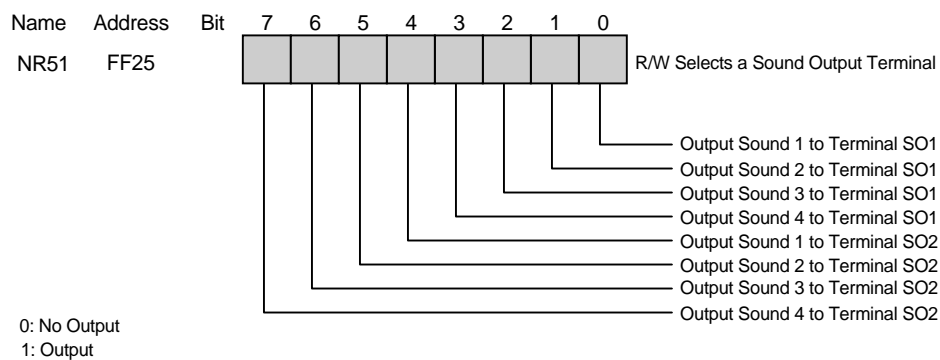 Name Address Bit 7 6 5 4 3 2 1 0
NR51 FF25 R/W Selects a Sound Output Terminal
Output Sound 1 to Terminal SO1
Output Sound 2 to Terminal SO1
Output Sound 3 to Terminal SO1
Output Sound 4 to Terminal SO1
Output Sound 1 to Terminal SO2
Output Sound 2 to Terminal SO2
Output Sound 3 to Terminal SO2
Output Sound 4 to Terminal SO2
0: No Output
1: Output